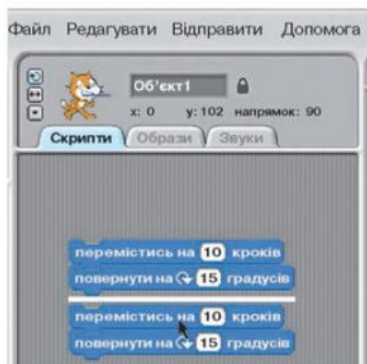 Файл Редагувати Відправити Допомога
Об'єкт1
x: 0 y: 102 напрямок: 90
Скрипти Образи Звуки
перемістись на 10 кроків
повернути на 15 градусів
перемістись на 10 кроків
повернути на 15 градусів